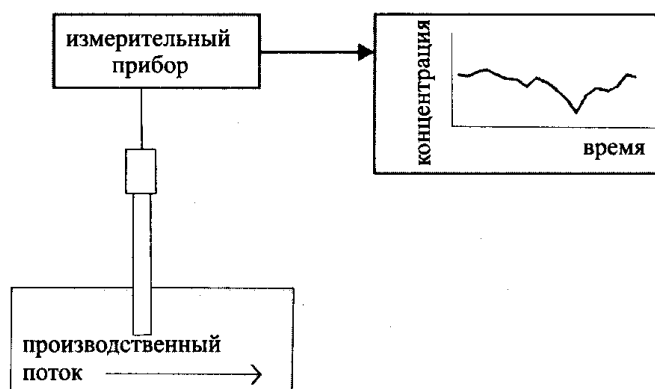 измерительный
прибор
концентрация
время
производственный
поток